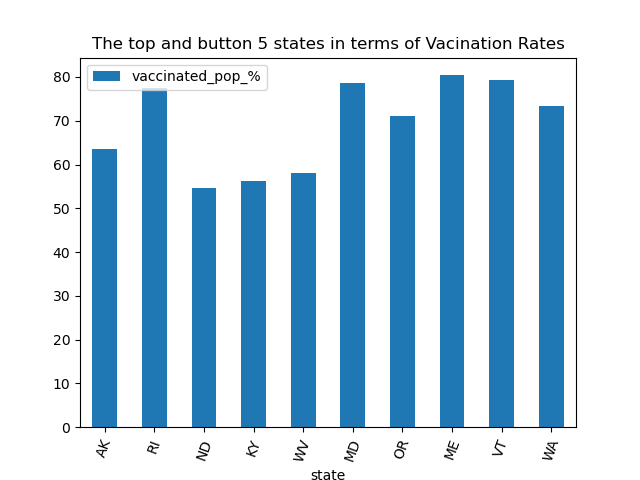 The top and button 5 states in terms of Vacination Rates
vaccinated_pop_%
80
70
60
50
40
30
20
10
0
AK RI ND KY WV MD OR ME VT WA
state